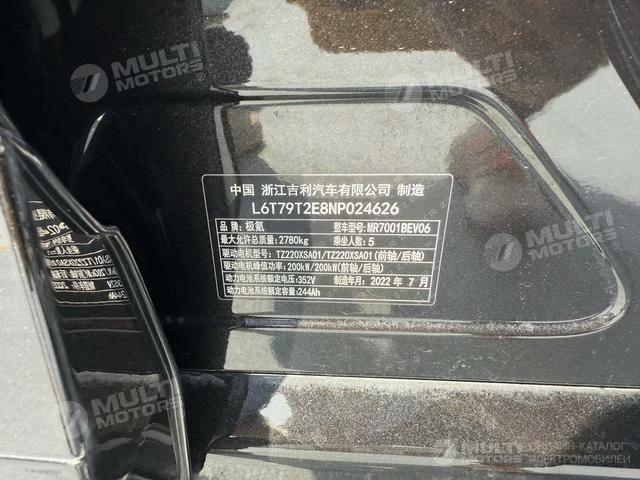 MULTI
MOTORS
MULTI
MOTORS
中国 浙江吉利汽车有限公司 制造
L6T79T2E8NP024626
品牌:极氪 整车型号:MR7001BEV06
最大允许总质量:2780kg 乘坐人数:5
驱动电机型号:TZ220XSA01/TZ220XSA01(前轴/后轴)
驱动电机峰值功率:200kW/200kW(前轴/后轴)
动力电池系统额定电压:352V 制造年月:2022 年 7 月
动力电池系统额定容量:244Ah
MULTI
MOTORS
MULTI
MOTORS
ОНЛАЙН-КАТАЛОГ
ЭЛЕКТРОМОБИЛЕЙ